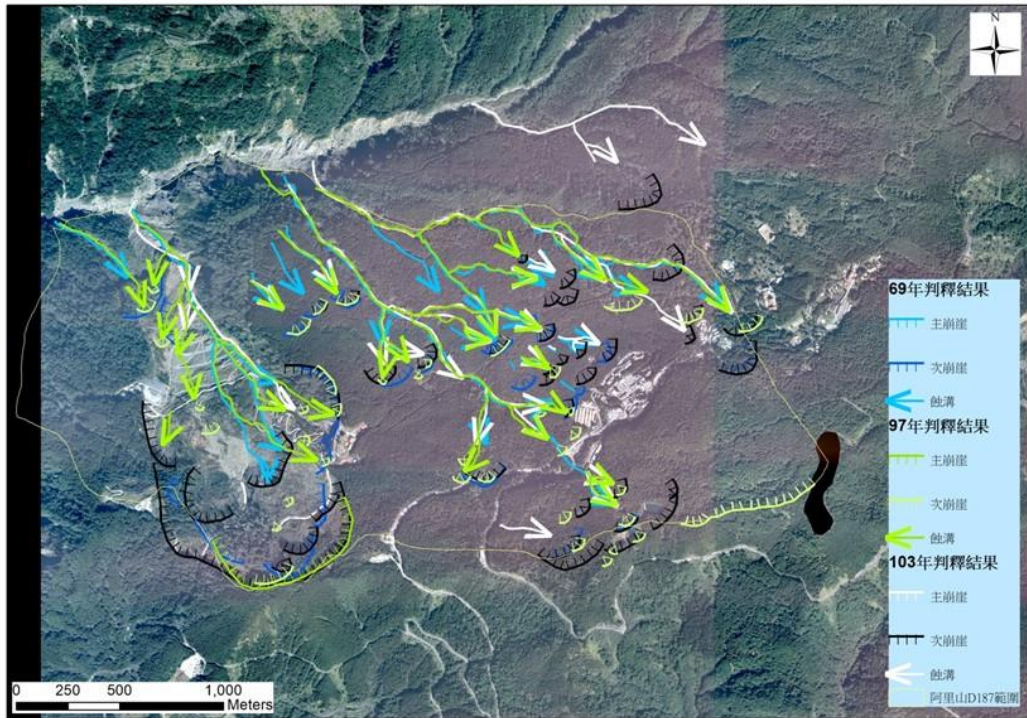 N
69年判釋結果
主崩崖
次崩崖
蝕溝
97年判釋結果
主崩崖
次崩崖
蝕溝
103年判釋結果
主崩崖
次崩崖
蝕溝
阿里山D187範圍
0 250 500 1,000
Meters